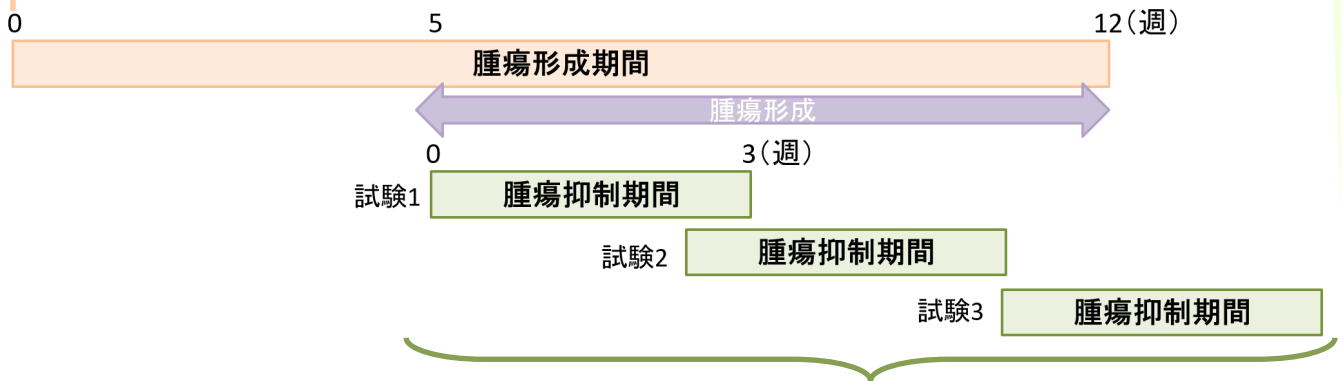 0 5 12（週）
腫瘍形成期間
腫瘍形成
0 3（週）
試験1 腫瘍抑制期間
試験2 腫瘍抑制期間
試験3 腫瘍抑制期間